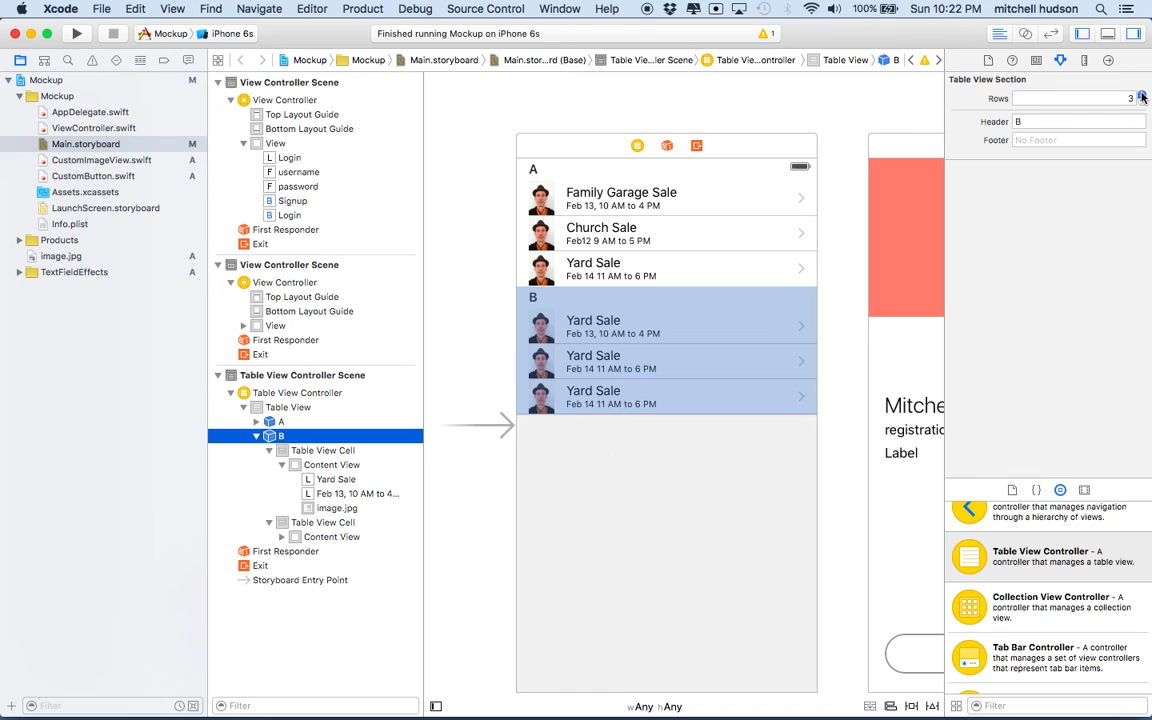 Xcode File Edit View Find Navigate Editor Product Debug Source Control Window Help 100% Sun 10:22 PM mitchell hudson
Mockup iPhone 6s Finished running Mockup on iPhone 6s 1
Mockup Mockup Main.storyboard Main.stor...rd (Base) Table Vie...ler Scene Table Vie...ontroller Table View B
Mockup
Mockup
AppDelegate.swift
ViewController.swift
Main.storyboard M
CustomImageView.swift A
CustomButton.swift A
Assets.xcassets
LaunchScreen.storyboard
Info.plist
Products
image.jpg A
TextFieldEffects A
Filter
View Controller Scene
View Controller
Top Layout Guide
Bottom Layout Guide
View
L Login
F username
F password
B Signup
B Login
First Responder
Exit
View Controller Scene
View Controller
Top Layout Guide
Bottom Layout Guide
View
First Responder
Exit
Table View Controller Scene
Table View Controller
Table View
A
B
Table View Cell
Content View
L Yard Sale
L Feb 13, 10 AM to 4...
image.jpg
Table View Cell
Content View
First Responder
Exit
Storyboard Entry Point
Filter
A
Family Garage Sale
Feb 13, 10 AM to 4 PM
Church Sale
Feb12 9 AM to 5 PM
Yard Sale
Feb 14 11 AM to 6 PM
B
Yard Sale
Feb 13, 10 AM to 4 PM
Yard Sale
Feb 14 11 AM to 6 PM
Yard Sale
Feb 14 11 AM to 6 PM
Mitche
registratio
Label
wAny hAny
Table View Section
Rows 3
Header B
Footer No Footer
controller that manages navigation
through a hierarchy of views.
Table View Controller - A
controller that manages a table view.
Collection View Controller - A
controller that manages a collection
view.
Tab Bar Controller - A controller
that manages a set of view controllers
that represent tab bar items.
Filter